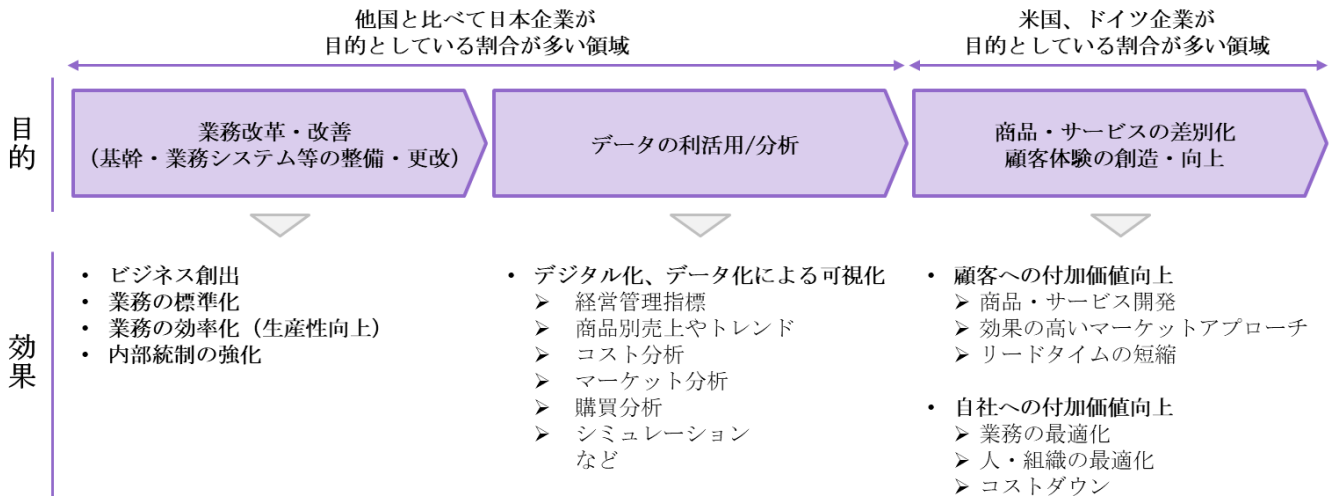 他国と比べて日本企業が
目的としている割合が多い領域
米国、ドイツ企業が
目的としている割合が多い領域
目的
業務改革・改善
（基幹・業務システム等の整備・更改）
データの利活用/分析
商品・サービスの差別化
顧客体験の創造・向上
効果
• ビジネス創出
• 業務の標準化
• 業務の効率化（生産性向上）
• 内部統制の強化
• デジタル化、データ化による可視化
➢ 経営管理指標
➢ 商品別売上やトレンド
➢ コスト分析
➢ マーケット分析
➢ 購買分析
➢ シミュレーション
など
• 顧客への付加価値向上
➢ 商品・サービス開発
➢ 効果の高いマーケットアプローチ
➢ リードタイムの短縮
• 自社への付加価値向上
➢ 業務の最適化
➢ 人・組織の最適化
➢ コストダウン